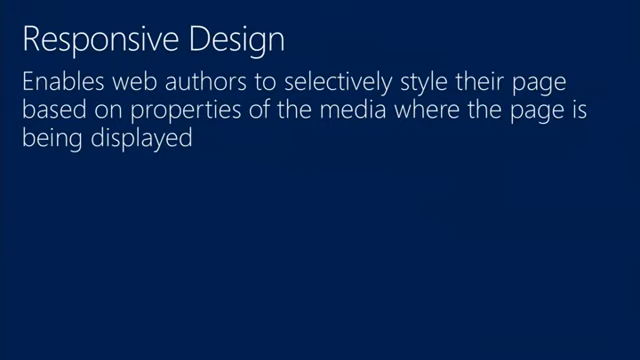 Responsive Design
Enables web authors to selectively style their page
based on properties of the media where the page is
being displayed